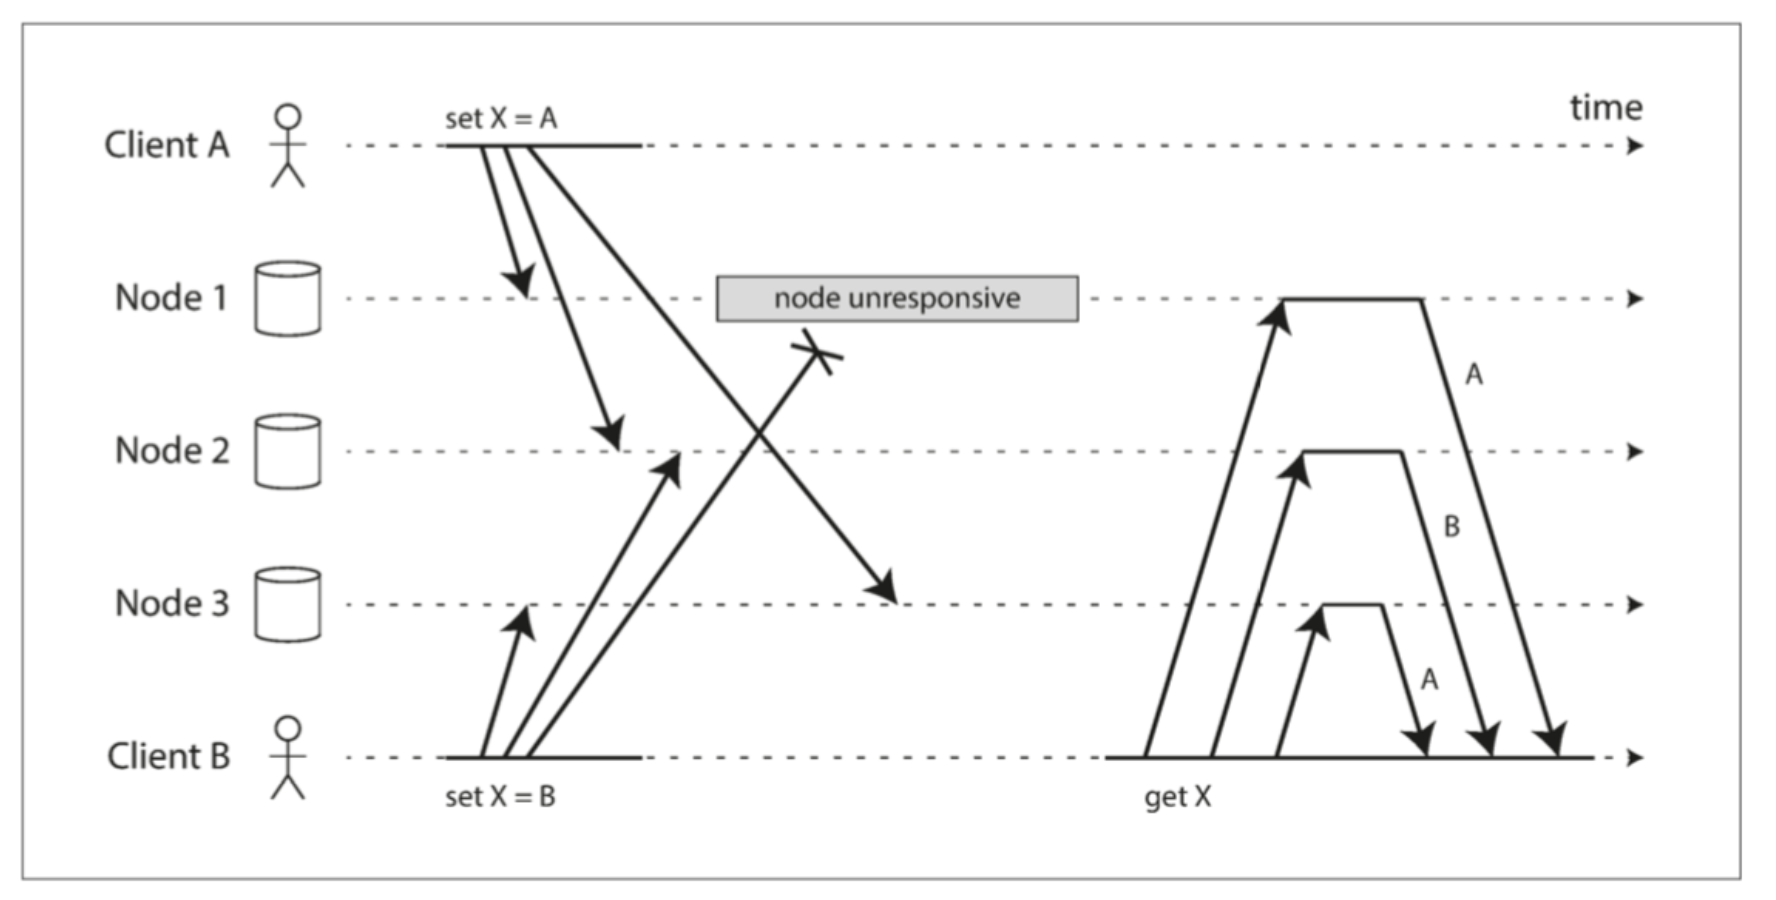 time
set X = A
Client A
Node 1
node unresponsive
A
Node 2
B
Node 3
A
Client B
set X = B
get X